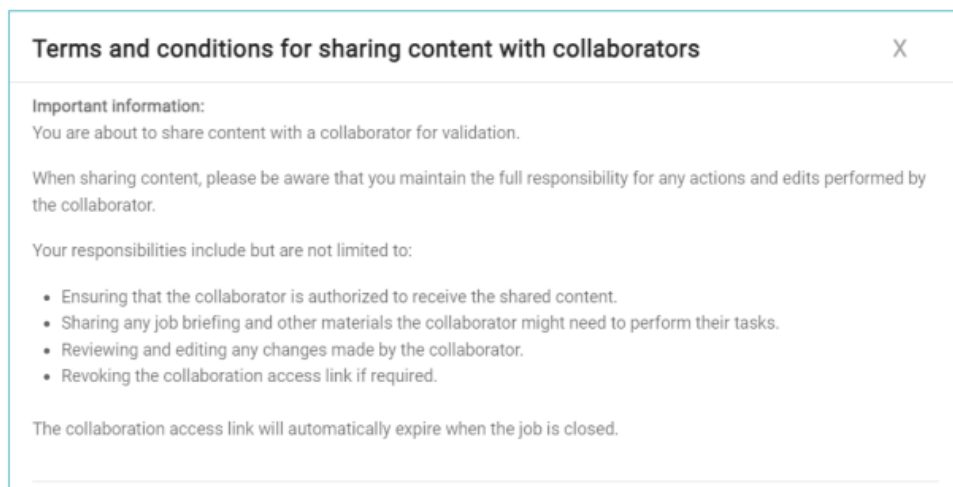 Terms and conditions for sharing content with collaborators
X
Important information:
You are about to share content with a collaborator for validation.
When sharing content, please be aware that you maintain the full responsibility for any actions and edits performed by
the collaborator.
Your responsibilities include but are not limited to:
• Ensuring that the collaborator is authorized to receive the shared content.
• Sharing any job briefing and other materials the collaborator might need to perform their tasks.
• Reviewing and editing any changes made by the collaborator.
• Revoking the collaboration access link if required.
The collaboration access link will automatically expire when the job is closed.